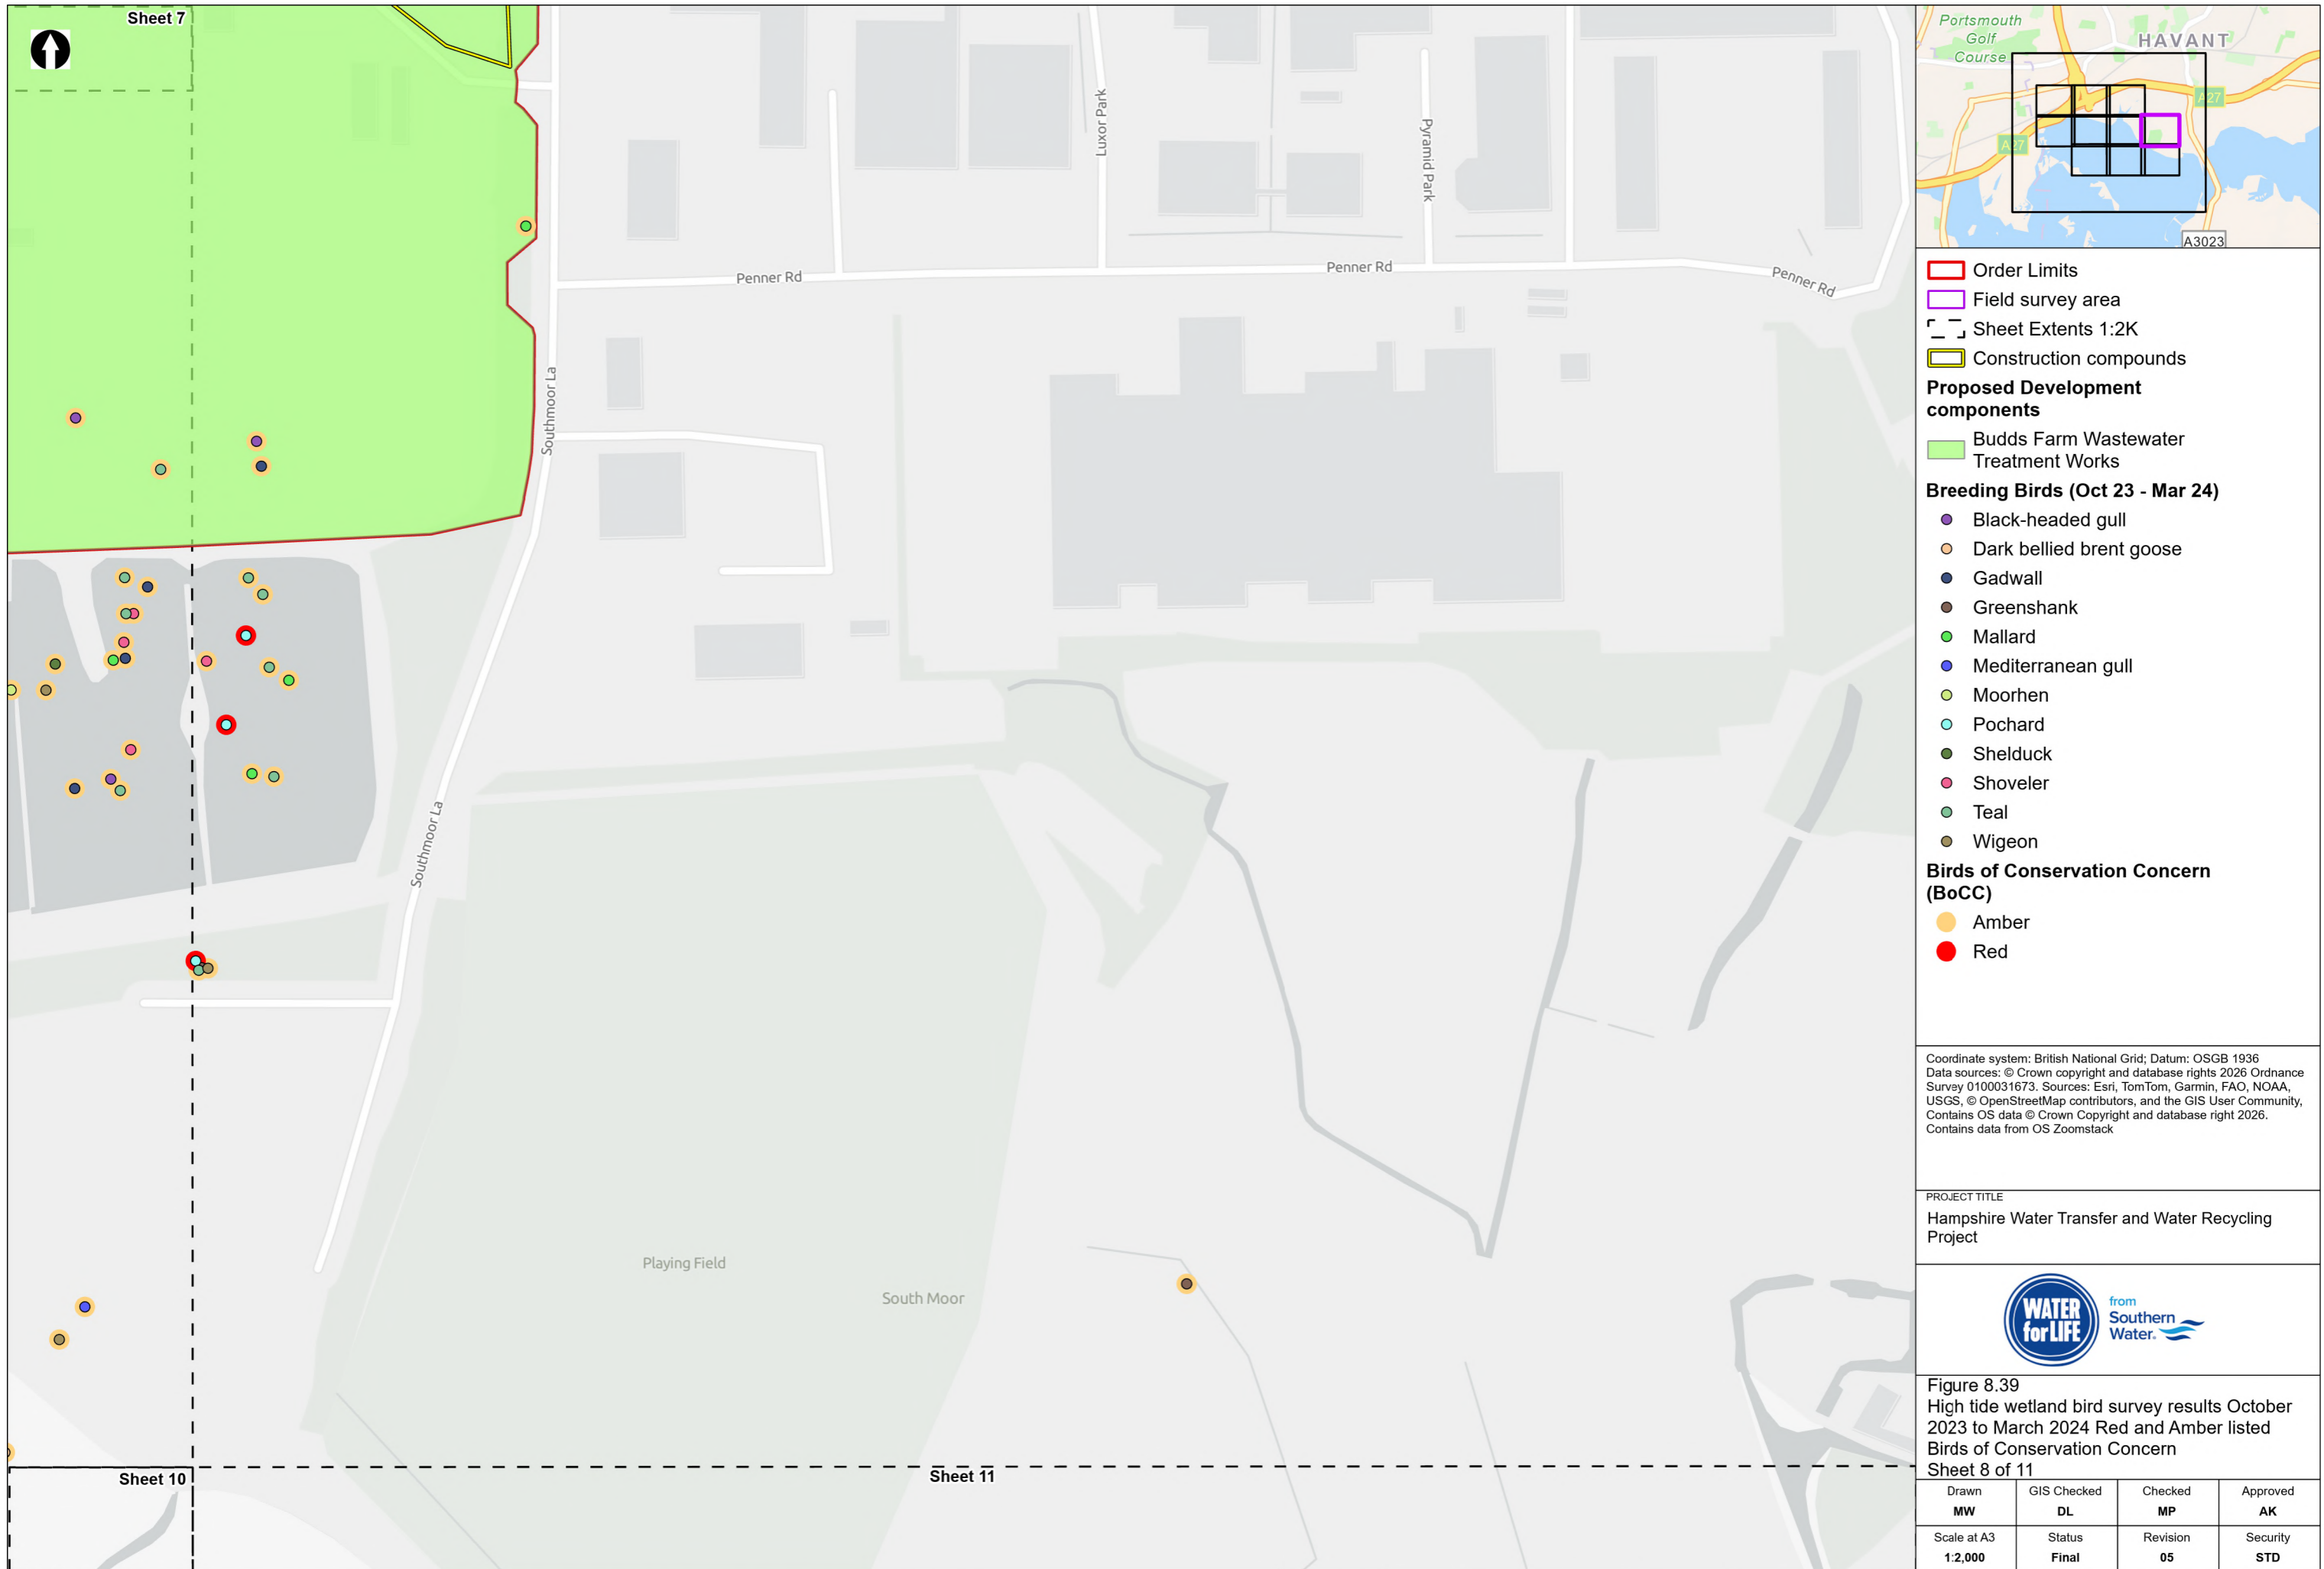 Sheet 7
Luxor Park
Pyramid Park
Penner Rd
Penner Rd
Penner Rd
Southmoor La
Southmoor La
Playing Field
South Moor
Sheet 10
Sheet 11
Portsmouth
Golf
Course
HAVANT
A27
A27
A3023
Order Limits
Field survey area
Sheet Extents 1:2K
Construction compounds
Proposed Development
components
Budds Farm Wastewater
Treatment Works
Breeding Birds (Oct 23 - Mar 24)
Black-headed gull
Dark bellied brent goose
Gadwall
Greenshank
Mallard
Mediterranean gull
Moorhen
Pochard
Shelduck
Shoveler
Teal
Wigeon
Birds of Conservation Concern
(BoCC)
Amber
Red
Coordinate system: British National Grid; Datum: OSGB 1936
Data sources: © Crown copyright and database rights 2026 Ordnance
Survey 0100031673. Sources: Esri, TomTom, Garmin, FAO, NOAA,
USGS, © OpenStreetMap contributors, and the GIS User Community,
Contains OS data © Crown Copyright and database right 2026.
Contains data from OS Zoomstack
PROJECT TITLE
Hampshire Water Transfer and Water Recycling
Project
WATER
for LIFE
from
Southern
Water.
Figure 8.39
High tide wetland bird survey results October
2023 to March 2024 Red and Amber listed
Birds of Conservation Concern
Sheet 8 of 11
Drawn GIS Checked Checked Approved
MW DL MP AK
Scale at A3 Status Revision Security
1:2,000 Final 05 STD